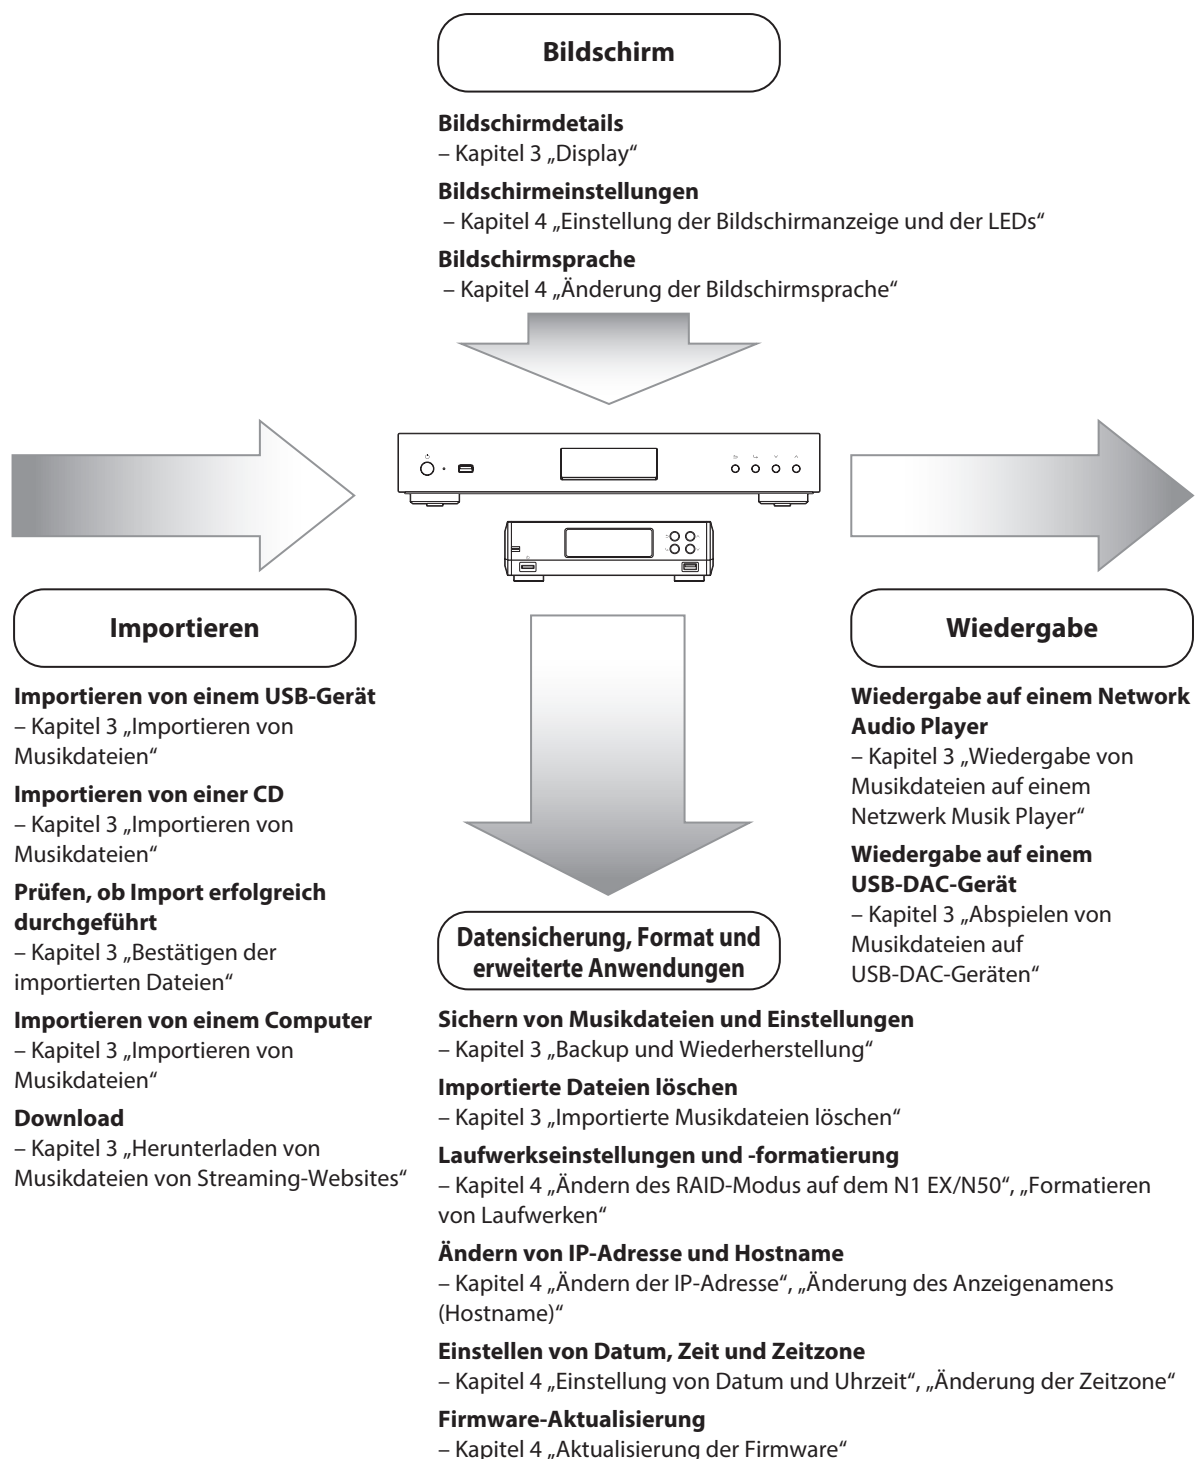 Bildschirm
Bildschirmdetails
– Kapitel 3 „Display“
Bildschirmeinstellungen
– Kapitel 4 „Einstellung der Bildschirmanzeige und der LEDs“
Bildschirmsprache
– Kapitel 4 „Änderung der Bildschirmsprache“
Importieren
Importieren von einem USB-Gerät
– Kapitel 3 „Importieren von
Musikdateien“
Importieren von einer CD
– Kapitel 3 „Importieren von
Musikdateien“
Prüfen, ob Import erfolgreich
durchgeführt
– Kapitel 3 „Bestätigen der
importierten Dateien“
Importieren von einem Computer
– Kapitel 3 „Importieren von
Musikdateien“
Download
– Kapitel 3 „Herunterladen von
Musikdateien von Streaming-Websites“
Wiedergabe
Wiedergabe auf einem Network
Audio Player
– Kapitel 3 „Wiedergabe von
Musikdateien auf einem
Netzwerk Musik Player“
Wiedergabe auf einem
USB-DAC-Gerät
– Kapitel 3 „Abspielen von
Musikdateien auf
USB-DAC-Geräten“
Datensicherung, Format und
erweiterte Anwendungen
Sichern von Musikdateien und Einstellungen
– Kapitel 3 „Backup und Wiederherstellung“
Importierte Dateien löschen
– Kapitel 3 „Importierte Musikdateien löschen“
Laufwerkseinstellungen und -formatierung
– Kapitel 4 „Ändern des RAID-Modus auf dem N1 EX/N50“, „Formatieren
von Laufwerken“
Ändern von IP-Adresse und Hostname
– Kapitel 4 „Ändern der IP-Adresse“, „Änderung des Anzeigenamens
(Hostname)“
Einstellen von Datum, Zeit und Zeitzone
– Kapitel 4 „Einstellung von Datum und Uhrzeit“, „Änderung der Zeitzone“
Firmware-Aktualisierung
– Kapitel 4 „Aktualisierung der Firmware“